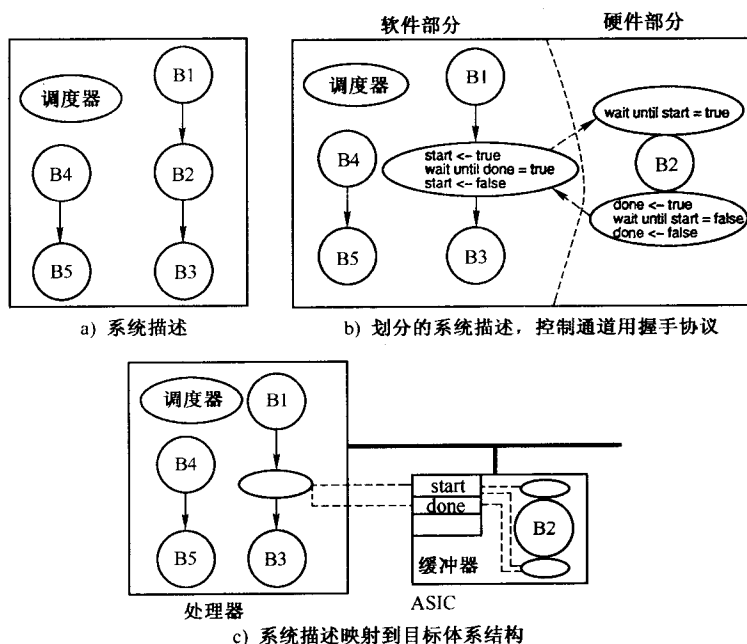 软件部分
硬件部分
调度器
B1
B4
B2
B5
B3
a) 系统描述
调度器
B1
B4
start <- true
wait until done = true
start <- false
B5
B3
wait until start = true
B2
done <- true
wait until start = false
done <- false
b) 划分的系统描述，控制通道用握手协议
调度器
B1
B4
B5
B3
处理器
start
done
缓冲器
B2
ASIC
c) 系统描述映射到目标体系结构